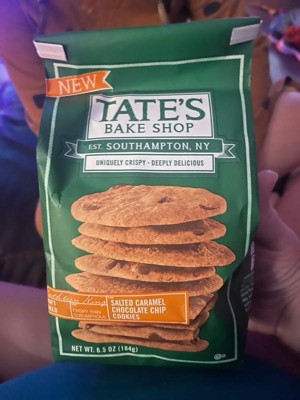 NEW
TATE'S
BAKE SHOP
EST. SOUTHAMPTON, NY
UNIQUELY CRISPY • DEEPLY DELICIOUS
SALTED CARAMEL
CHOCOLATE CHIP
COOKIES
NET WT. 6.5 OZ (184g)